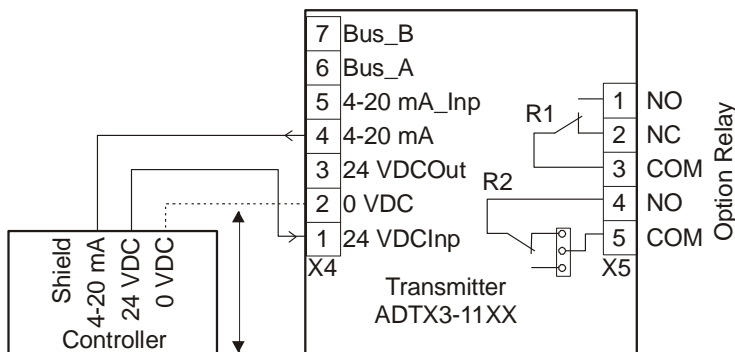 7 Bus_B
6 Bus_A
5 4-20 mA_Inp
4 4-20 mA
3 24 VDCOut
2 0 VDC
1 24 VDCInp
X4
R1
R2
1 NO
2 NC
3 COM
4 NO
5 COM
X5
Option Relay
Transmitter
ADTX3-11XX
Shield
4-20 mA
24 VDC
0 VDC
Controller